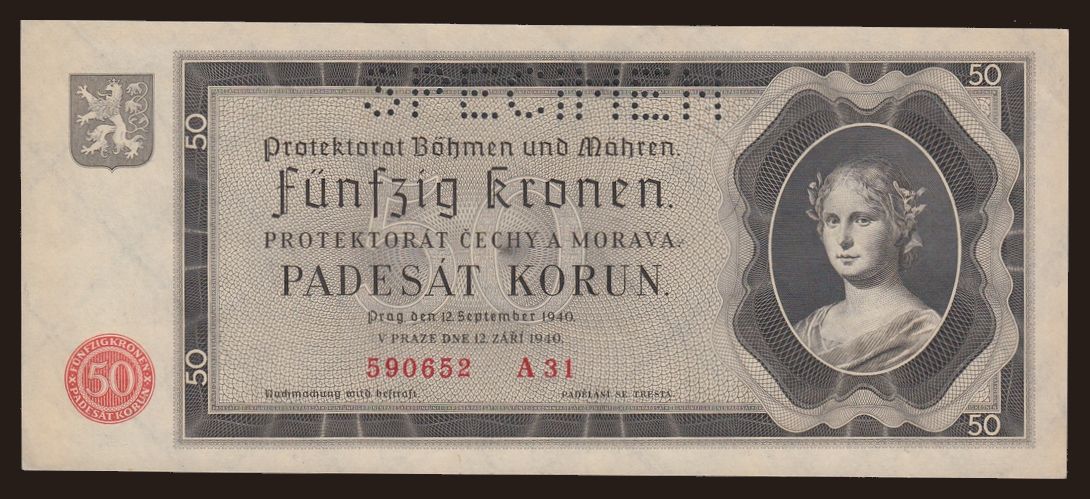 SPECIMEN
50
50
Protektorat Böhmen und Mähren.
fünfzig Kronen.
50
PROTEKTORÁT ČECHY A MORAVA.
PADESÁT KORUN.
Prag den 12. September 1940.
V PRAZE DNE 12. ZÁŘÍ 1940.
590652 A 31
Nachmachung wird bestraft.
PADĚLÁNÍ SE TRESTÁ.
50
50
FÜNFZIG KRONEN
50
PADESÁT KORUN